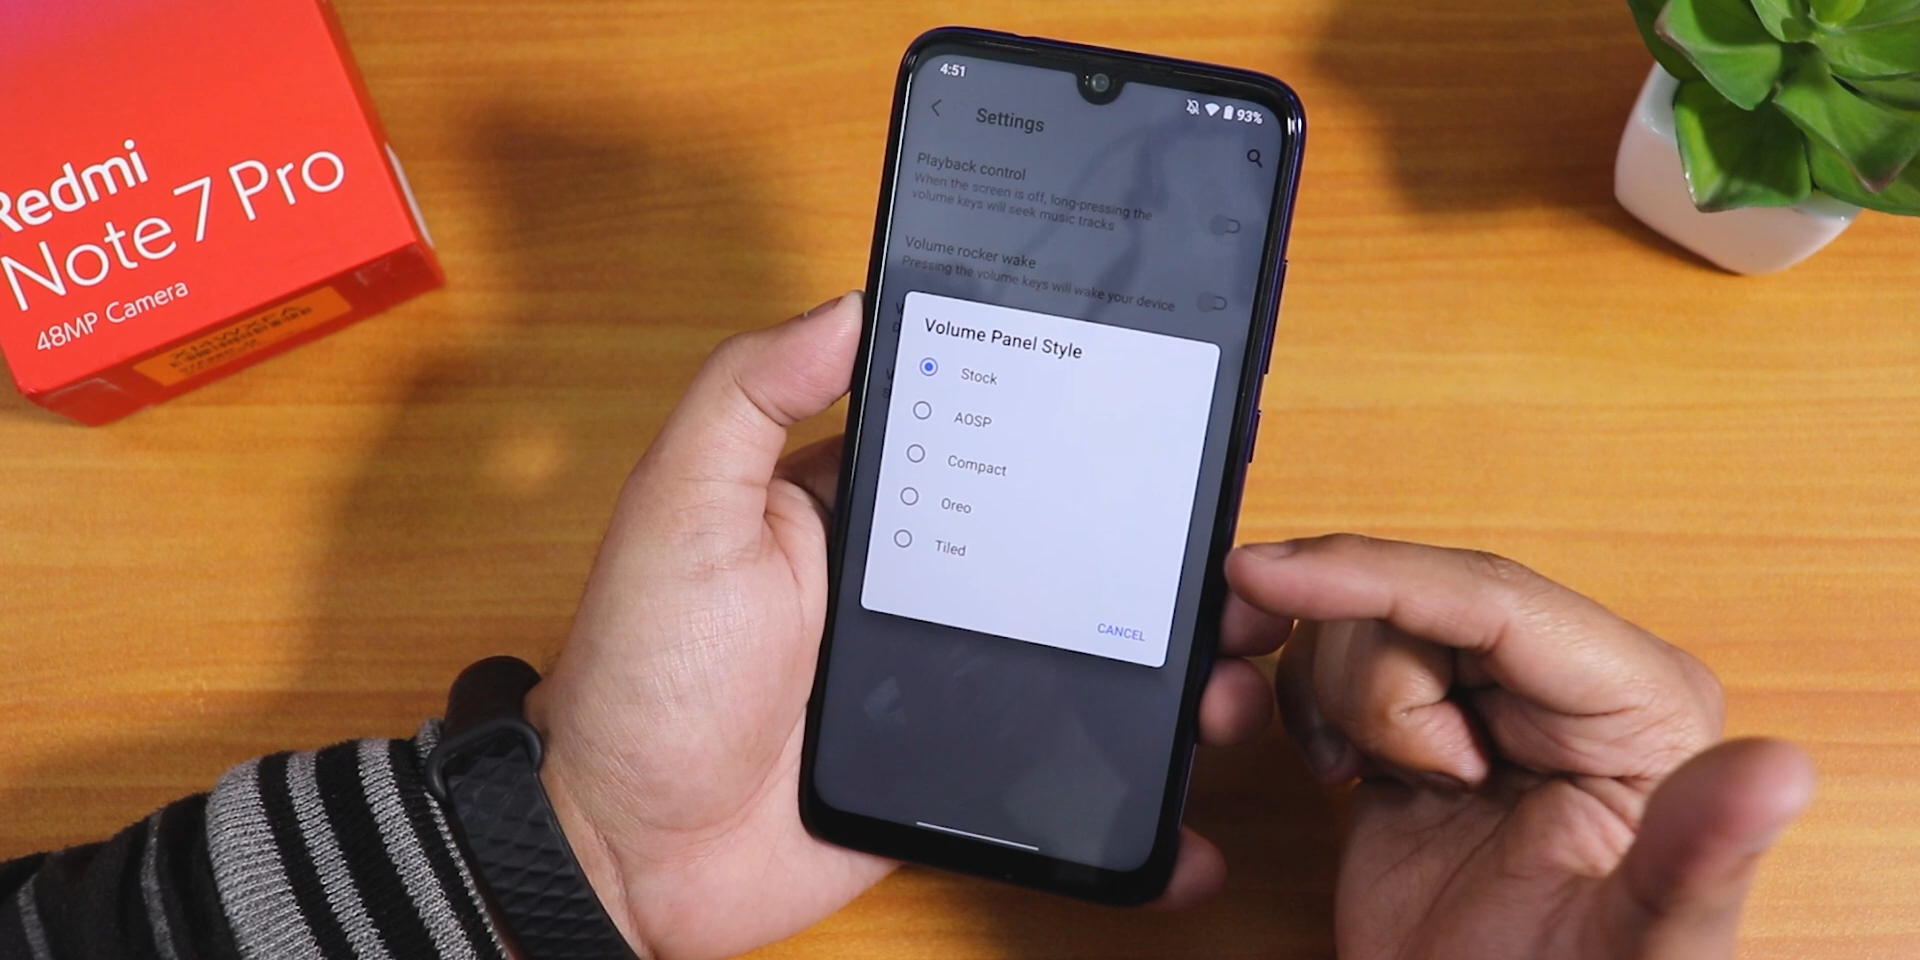 Redmi
Note 7 Pro
48MP Camera
4:51
93%
Settings
Playback control
When the screen is off, long-pressing the
volume keys will seek music tracks
Volume rocker wake
Pressing the volume keys will wake your device
Volume Panel Style
Stock
AOSP
Compact
Oreo
Tiled
CANCEL